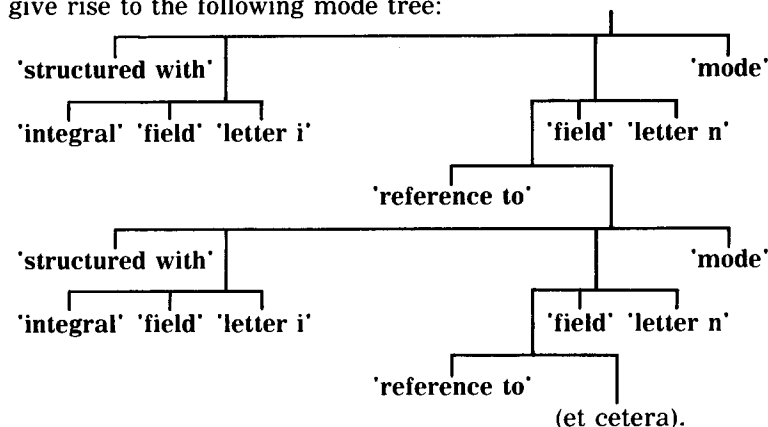 give rise to the following mode tree:
'structured with' 'mode'
'integral' 'field' 'letter i' 'field' 'letter n'
'reference to'
'structured with' 'mode'
'integral' 'field' 'letter i' 'field' 'letter n'
'reference to'
(et cetera).